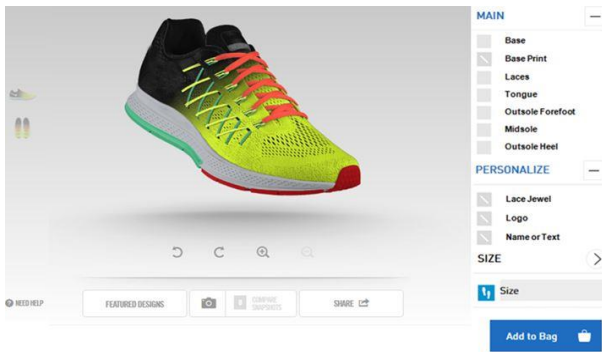 MAIN
Base
Base Print
Laces
Tongue
Outsole Forefoot
Midsole
Outsole Heel
PERSONALIZE
Lace Jewel
Logo
Name or Text
SIZE
Size
NEED HELP
FEATURED DESIGNS
COMPARE
SNAPSHOTS
SHARE
Add to Bag